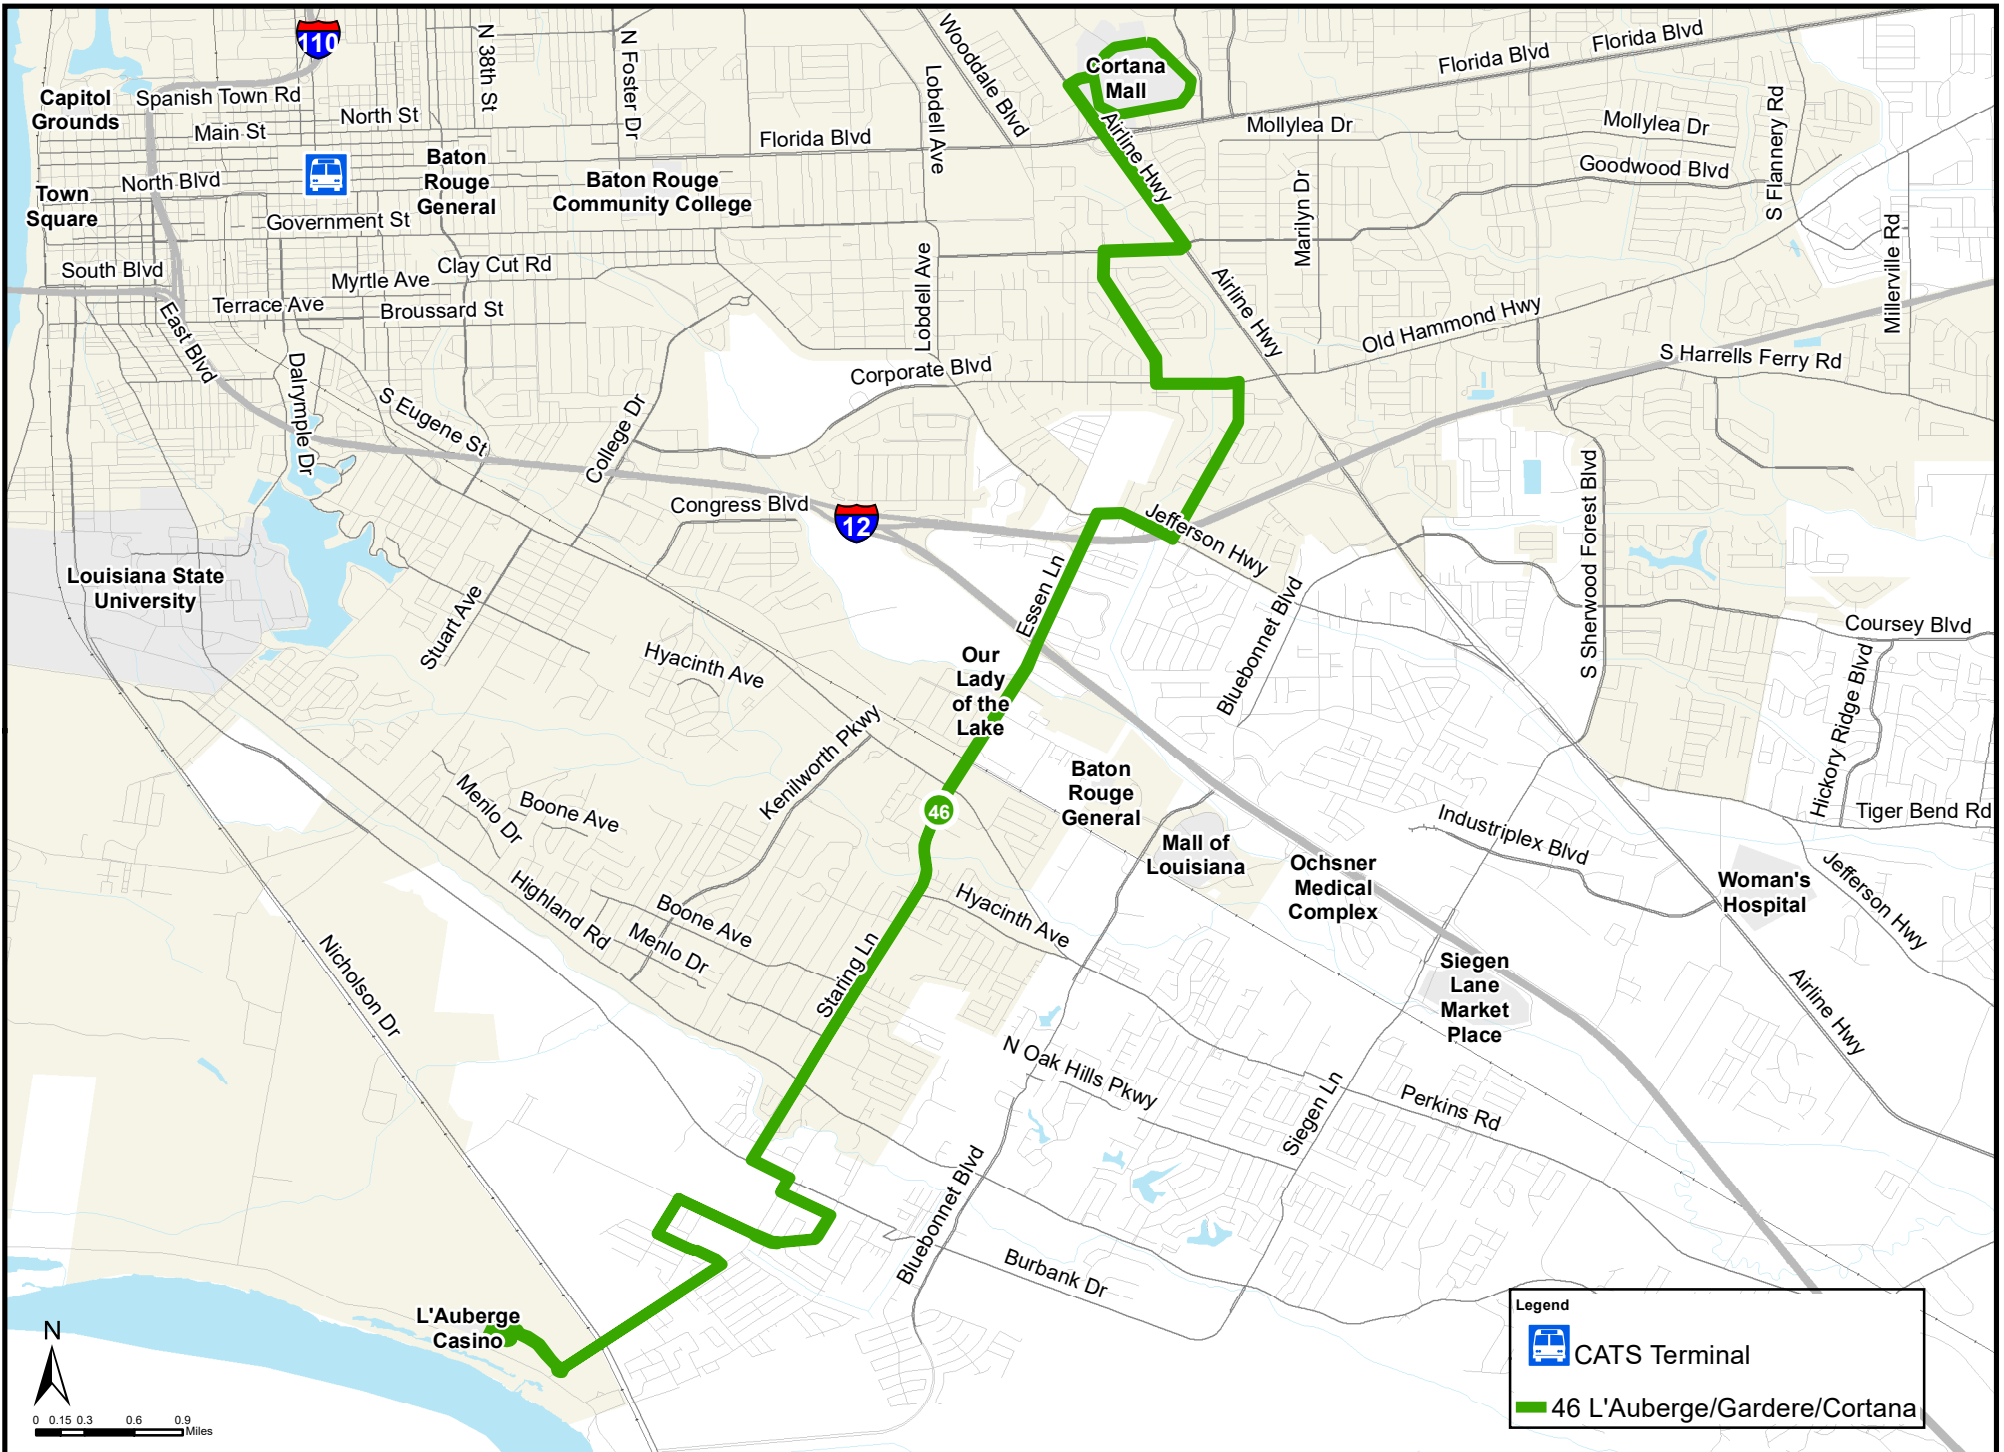 110
Wooddale Blvd
Florida Blvd
Florida Blvd
N 38th St
N Foster Dr
Lobdell Ave
Cortana
Mall
Capitol
Grounds
Spanish Town Rd
North St
Main St
Florida Blvd
Airline Hwy
Mollylea Dr
Mollylea Dr
S Flannery Rd
Baton
Rouge
General
Baton Rouge
Community College
Goodwood Blvd
North Blvd
Town
Square
Government St
Marilyn Dr
Millerville Rd
South Blvd
Myrtle Ave
Clay Cut Rd
Lobdell Ave
Airline Hwy
Terrace Ave
Broussard St
Old Hammond Hwy
East Blvd
Dalrymple Dr
Corporate Blvd
S Harrells Ferry Rd
S Eugene St
College Dr
Congress Blvd
12
Jefferson Hwy
S Sherwood Forest Blvd
Louisiana State
University
Essen Ln
Bluebonnet Blvd
Stuart Ave
Coursey Blvd
Hyacinth Ave
Our
Lady
of the
Lake
Hickory Ridge Blvd
Kenilworth Pkwy
Menlo Dr
Boone Ave
46
Baton
Rouge
General
Mall of
Louisiana
Industriplex Blvd
Tiger Bend Rd
Ochsner
Medical
Complex
Woman's
Hospital
Jefferson Hwy
Highland Rd
Boone Ave
Menlo Dr
Hyacinth Ave
Staring Ln
Nicholson Dr
Siegen
Lane
Market
Place
Airline Hwy
N Oak Hills Pkwy
Siegen Ln
Perkins Rd
Bluebonnet Blvd
Burbank Dr
L'Auberge
Casino
N
0 0.15 0.3 0.6 0.9
Miles
Legend
CATS Terminal
46 L'Auberge/Gardere/Cortana